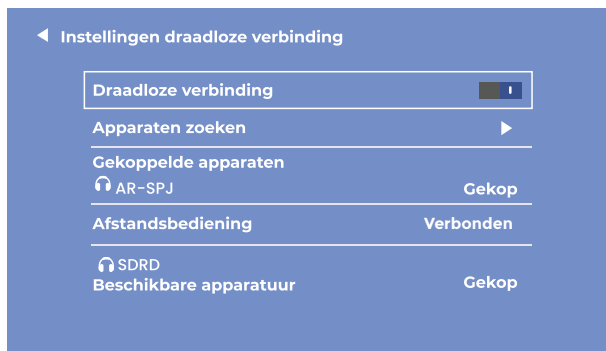 Instellingen draadloze verbinding
Draadloze verbinding
Apparaten zoeken
Gekoppelde apparaten
AR-SPJ Gekop
Afstandsbediening Verbonden
SDRD
Beschikbare apparatuur Gekop